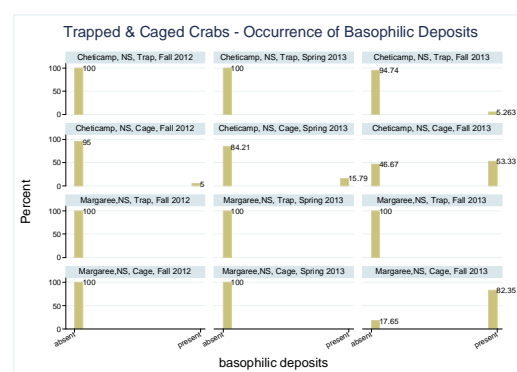 Trapped & Caged Crabs - Occurrence of Basophilic Deposits
Cheticamp, NS, Trap, Fall 2012
Cheticamp, NS, Trap, Spring 2013
Cheticamp, NS, Trap, Fall 2013
100
50
0
100
100
94.74
5.263
Cheticamp, NS, Cage, Fall 2012
Cheticamp, NS, Cage, Spring 2013
Cheticamp, NS, Cage, Fall 2013
100
50
0
95
5
84.21
15.79
46.67
53.33
Margaree,NS, Trap, Fall 2012
Margaree,NS, Trap, Spring 2013
Margaree,NS, Trap, Fall 2013
100
50
0
100
100
100
Margaree,NS, Cage, Fall 2012
Margaree,NS, Cage, Spring 2013
Margaree,NS, Cage, Fall 2013
100
50
0
100
100
17.65
82.35
absent
present
absent
present
absent
present
Percent
basophilic deposits